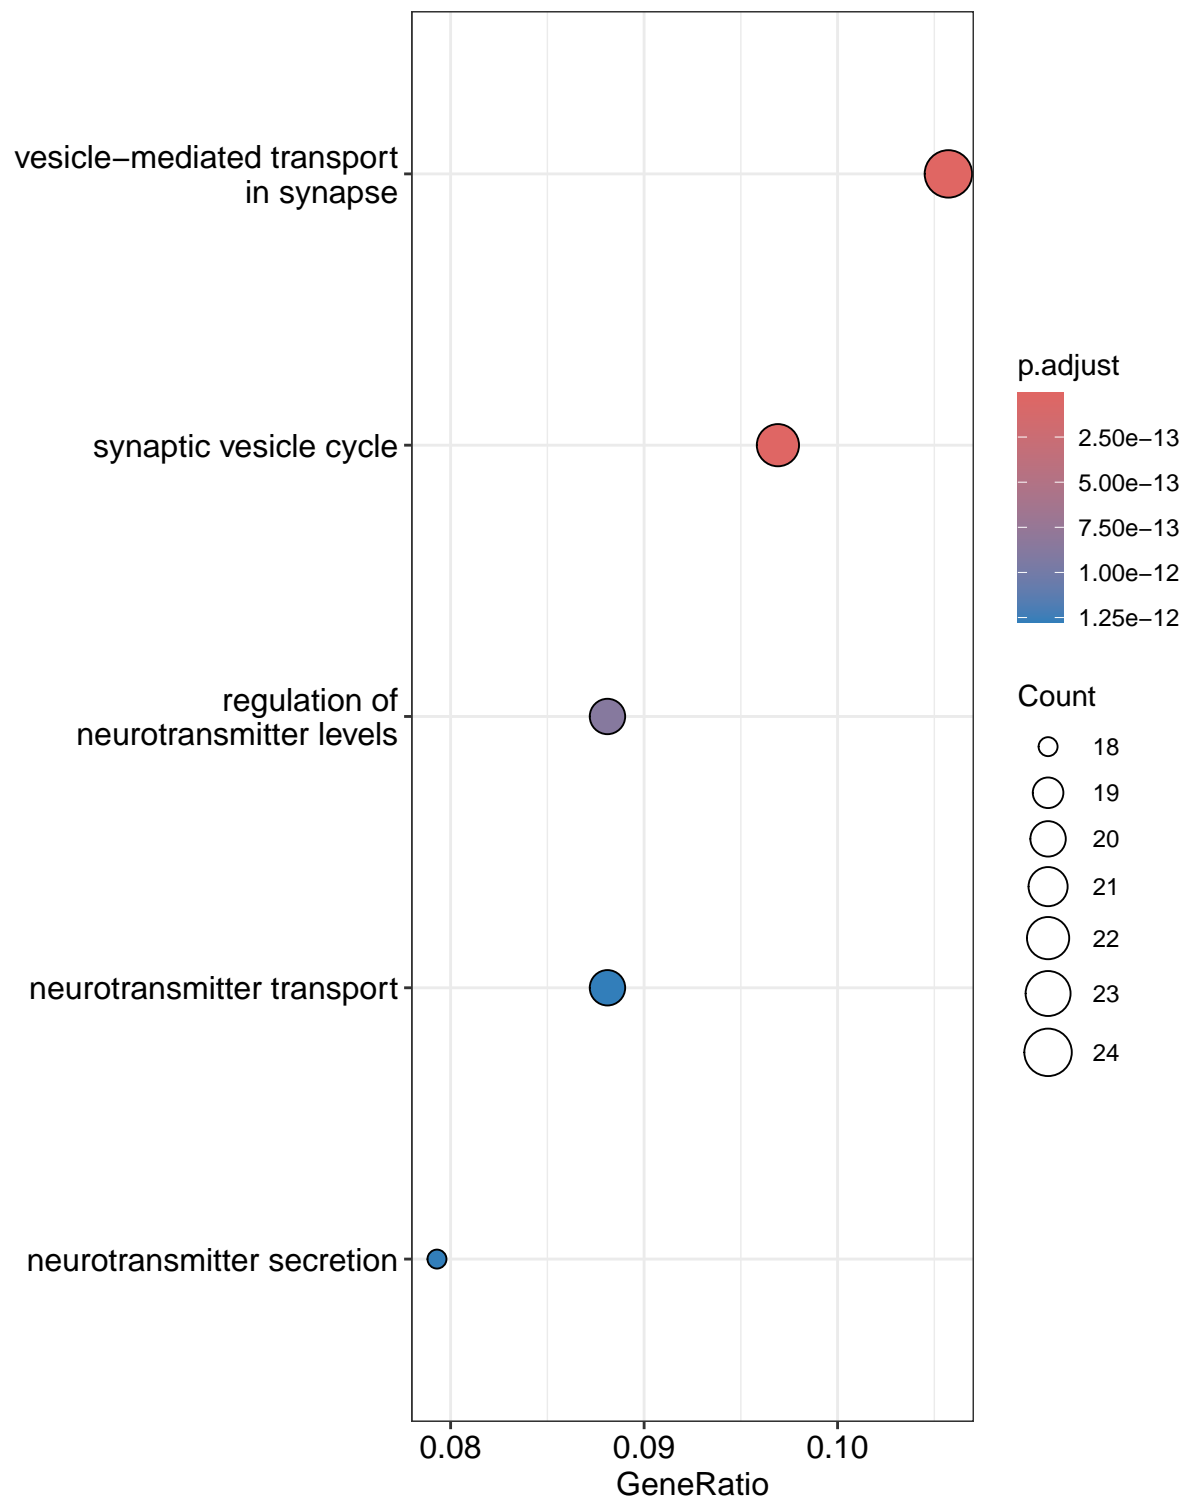 vesicle−mediated transport
in synapse
synaptic vesicle cycle
regulation of
neurotransmitter levels
neurotransmitter transport
neurotransmitter secretion
0.08
0.09
0.10
GeneRatio
p.adjust
2.50e−13
5.00e−13
7.50e−13
1.00e−12
1.25e−12
Count
18
19
20
21
22
23
24